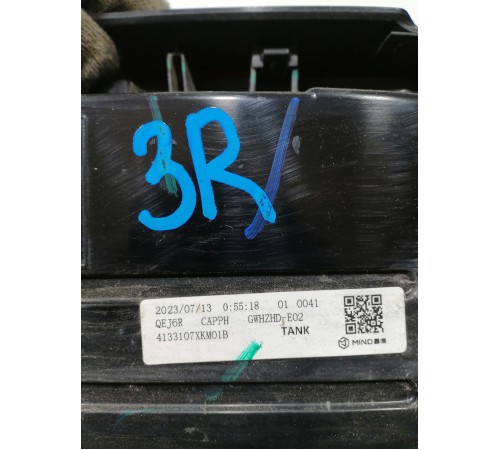 3R
2023/07/13 0:55:18 01 0041
QEJ6R CAPPH GWHZHD-E02
4133107XKM01B TANK
MIND